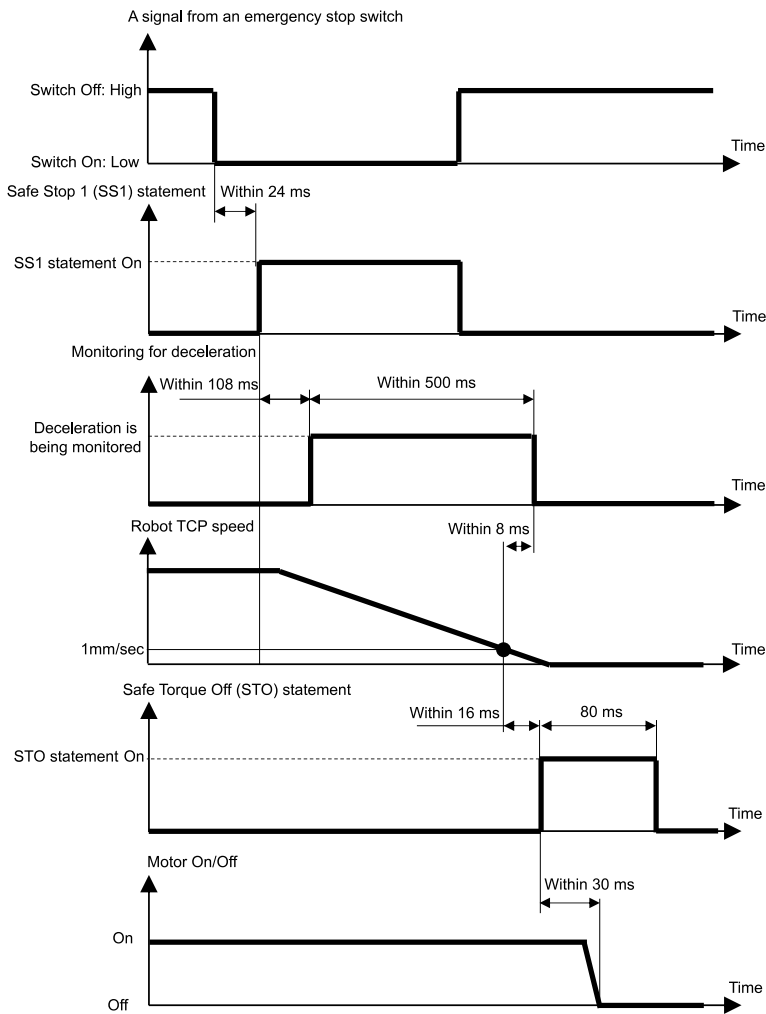 A signal from an emergency stop switch
Switch Off: High
Switch On: Low
Time
Safe Stop 1 (SS1) statement
Within 24 ms
SS1 statement On
Time
Monitoring for deceleration
Within 108 ms
Within 500 ms
Deceleration is
being monitored
Time
Robot TCP speed
Within 8 ms
1mm/sec
Time
Safe Torque Off (STO) statement
Within 16 ms
80 ms
STO statement On
Time
Motor On/Off
Within 30 ms
On
Off
Time